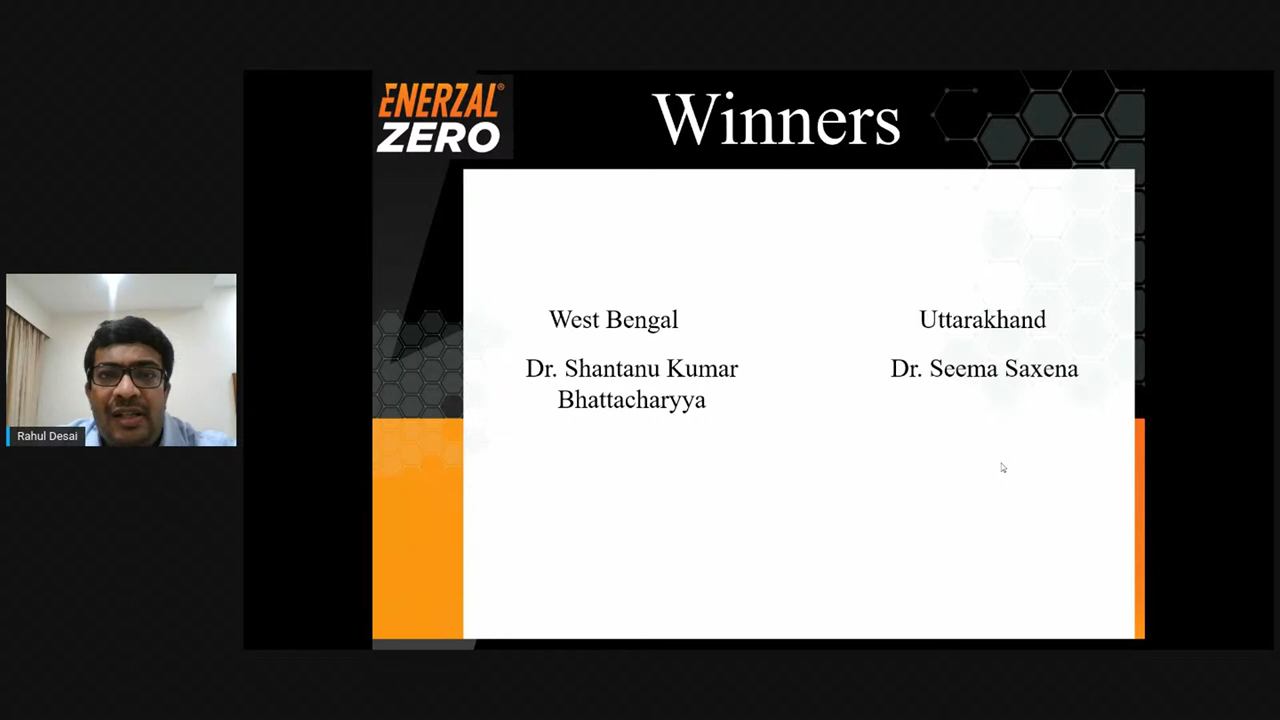 ENERZAL®
ZERO
Winners
West Bengal
Dr. Shantanu Kumar
Bhattacharyya
Uttarakhand
Dr. Seema Saxena
Rahul Desai